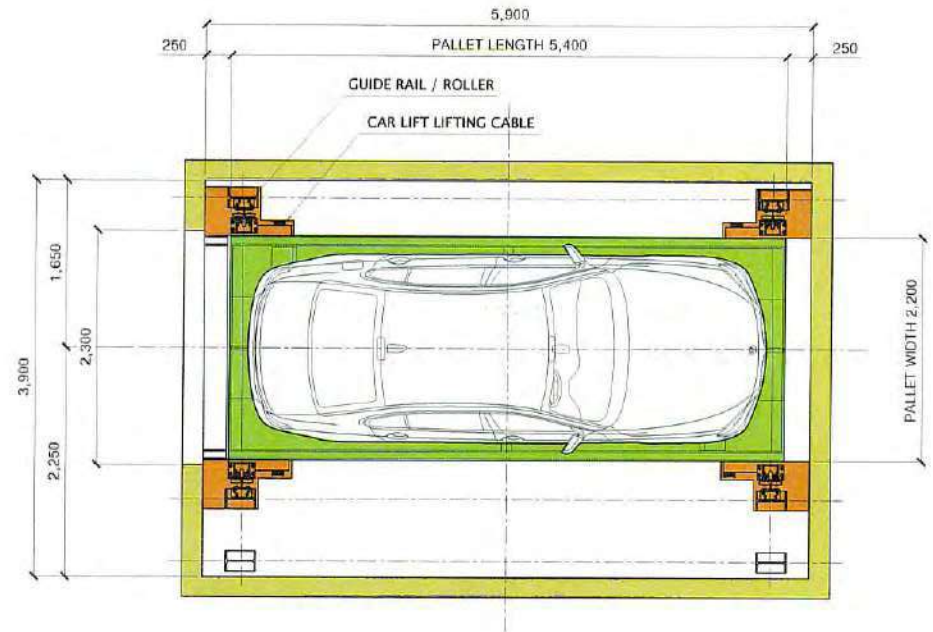 5,900
250
PALLET LENGTH 5,400
250
GUIDE RAIL / ROLLER
CAR LIFT LIFTING CABLE
3,900
1,650
2,250
2,300
PALLET WIDTH 2,200